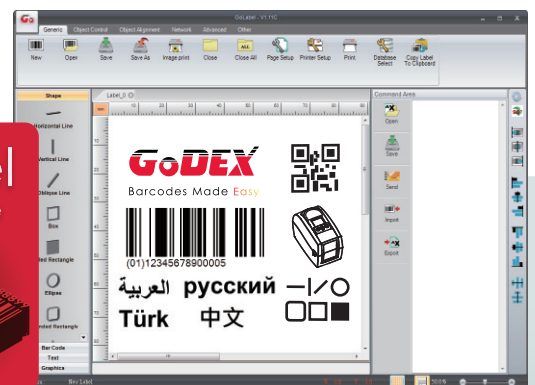 Go
GoLabel - V1.11C
Generic Object Control Object Alignment Network Advanced Other
New Open Save Save As Image print Close Close All Page Setup Printer Setup Print Database Select Copy Label To Clipboard
ALL
Shape
Label_0
Command Area
Horizontal Line
Vertical Line
Oblique Line
Box
Ellipse
Bar Code
Text
Graphics
Open
Save
Send
Import
Export
GoDEX
Barcodes Made Easy
(01)12345678900005
العربية русский
Türk 中文
New Label